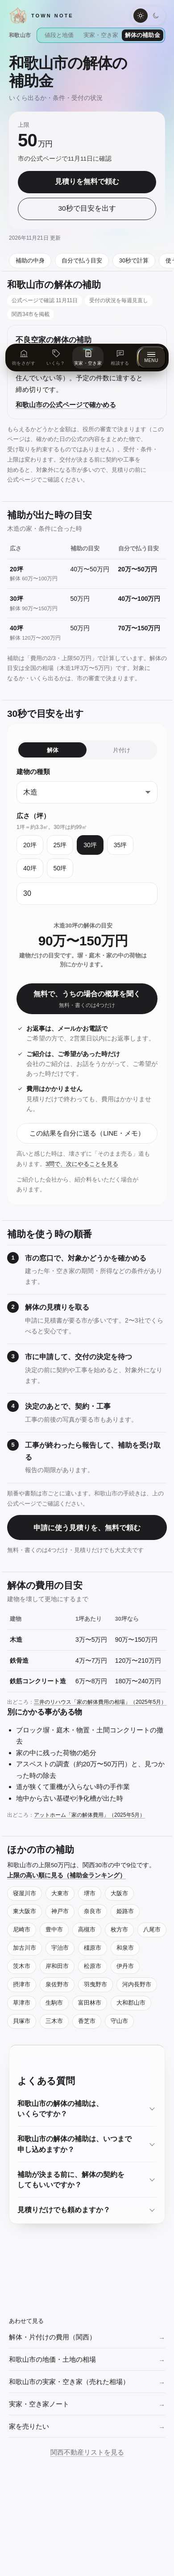 TOWN NOTE
和歌山市
値段と地価
実家・空き家
解体の補助金
和歌山市の解体の
補助金
いくら出るか・条件・受付の状況
上限
50万円
市の公式ページで11月11日に確認
見積りを無料で頼む
30秒で目安を出す
2026年11月21日 更新
補助の中身
自分で払う目安
30秒で計算
使
和歌山市の解体の補助
公式ページで確認 11月11日
受付の状況を毎週見直し
関西34市を掲載
不良空家の解体の補助
街をさがす
いくら?
実家・空き家
相談する
MENU
住んでいない等）。予定の件数に達すると
締め切りです。
和歌山市の公式ページで確かめる
もらえるかどうかと金額は、役所の審査で決まります（このページは、確かめた日の公式の内容をまとめたもので、審査の結果をお約束するものではありません）。受付・条件・上限は変わります。交付が決まる前に契約や工事を始めると、対象外になる市が多いので、見積りの前に公式ページでご確認ください。
補助が出た時の目安
木造の家・条件に合った時
広さ
補助の目安
自分で払う目安
20坪
解体 60万〜100万円
40万〜50万円
20万〜50万円
30坪
解体 90万〜150万円
50万円
40万〜100万円
40坪
解体 120万〜200万円
50万円
70万〜150万円
補助は「費用の2/3・上限50万円」で計算しています。解体の目安は全国の相場（木造1坪3万〜5万円）です。対象になるか・いくら出るかは、市の審査で決まります。
30秒で目安を出す
解体
片付け
建物の種類
木造
広さ（坪）
1坪＝約3.3㎡、30坪は約99㎡
20坪
25坪
30坪
35坪
40坪
50坪
30
木造30坪の解体の目安
90万〜150万円
建物だけの目安です。塀・庭木・家の中の荷物は
別にかかります。
無料で、うちの場合の概算を聞く
無料・書くのは4つだけ
お返事は、メールかお電話で
ご希望の方で、2営業日以内にお返事します。
ご紹介は、ご希望があった時だけ
会社のご紹介は、お話をうかがって、ご希望があった時だけです。
費用はかかりません
見積りだけで終わっても、費用はかかりません。
この結果を自分に送る（LINE・メモ）
高いと感じた時は、壊さずに「そのまま売る」道もあります。3問で、次にやることを見る
ご紹介した会社から、紹介料をいただく場合があります。
補助を使う時の順番
1
市の窓口で、対象かどうかを確かめる
建った年・空き家の期間・所得などの条件があります。
2
解体の見積りを取る
申請に見積書が要る市が多いです。2〜3社でくらべると安心です。
3
市に申請して、交付の決定を待つ
決定の前に契約や工事を始めると、対象外になります。
4
決定のあとで、契約・工事
工事の前後の写真が要る市もあります。
5
工事が終わったら報告して、補助を受け取る
報告の期限があります。
順番や書類は市ごとに違います。和歌山市の手続きは、上の公式ページでご確認ください。
申請に使う見積りを、無料で頼む
無料・書くのは4つだけ・見積りだけでも大丈夫です
解体の費用の目安
建物を壊して更地にするまで
建物
1坪あたり
30坪なら
木造
3万〜5万円
90万〜150万円
鉄骨造
4万〜7万円
120万〜210万円
鉄筋コンクリート造
6万〜8万円
180万〜240万円
出どころ：三井のリハウス「家の解体費用の相場」（2025年5月）
別にかかる事がある物
ブロック塀・庭木・物置・土間コンクリートの撤去
家の中に残った荷物の処分
アスベストの調査（約20万〜50万円）と、見つかった時の除去
道が狭くて重機が入らない時の手作業
地中から古い基礎や浄化槽が出た時
出どころ：アットホーム「家の解体費用」（2025年5月）
ほかの市の補助
和歌山市の上限50万円は、関西30市の中で9位です。
上限の高い順に見る（補助金ランキング）
寝屋川市
大東市
堺市
大阪市
東大阪市
神戸市
奈良市
姫路市
尼崎市
豊中市
高槻市
枚方市
八尾市
加古川市
宇治市
橿原市
和泉市
茨木市
岸和田市
松原市
伊丹市
摂津市
泉佐野市
羽曳野市
河内長野市
草津市
生駒市
富田林市
大和郡山市
貝塚市
三木市
香芝市
守山市
よくある質問
和歌山市の解体の補助は、
いくらですか？
和歌山市の解体の補助は、いつまで
申し込めますか？
補助が決まる前に、解体の契約を
してもいいですか？
見積りだけでも頼めますか？
あわせて見る
解体・片付けの費用（関西）
→
和歌山市の地価・土地の相場
→
和歌山市の実家・空き家（売れた相場）
→
実家・空き家ノート
→
家を売りたい
→
関西不動産リストを見る